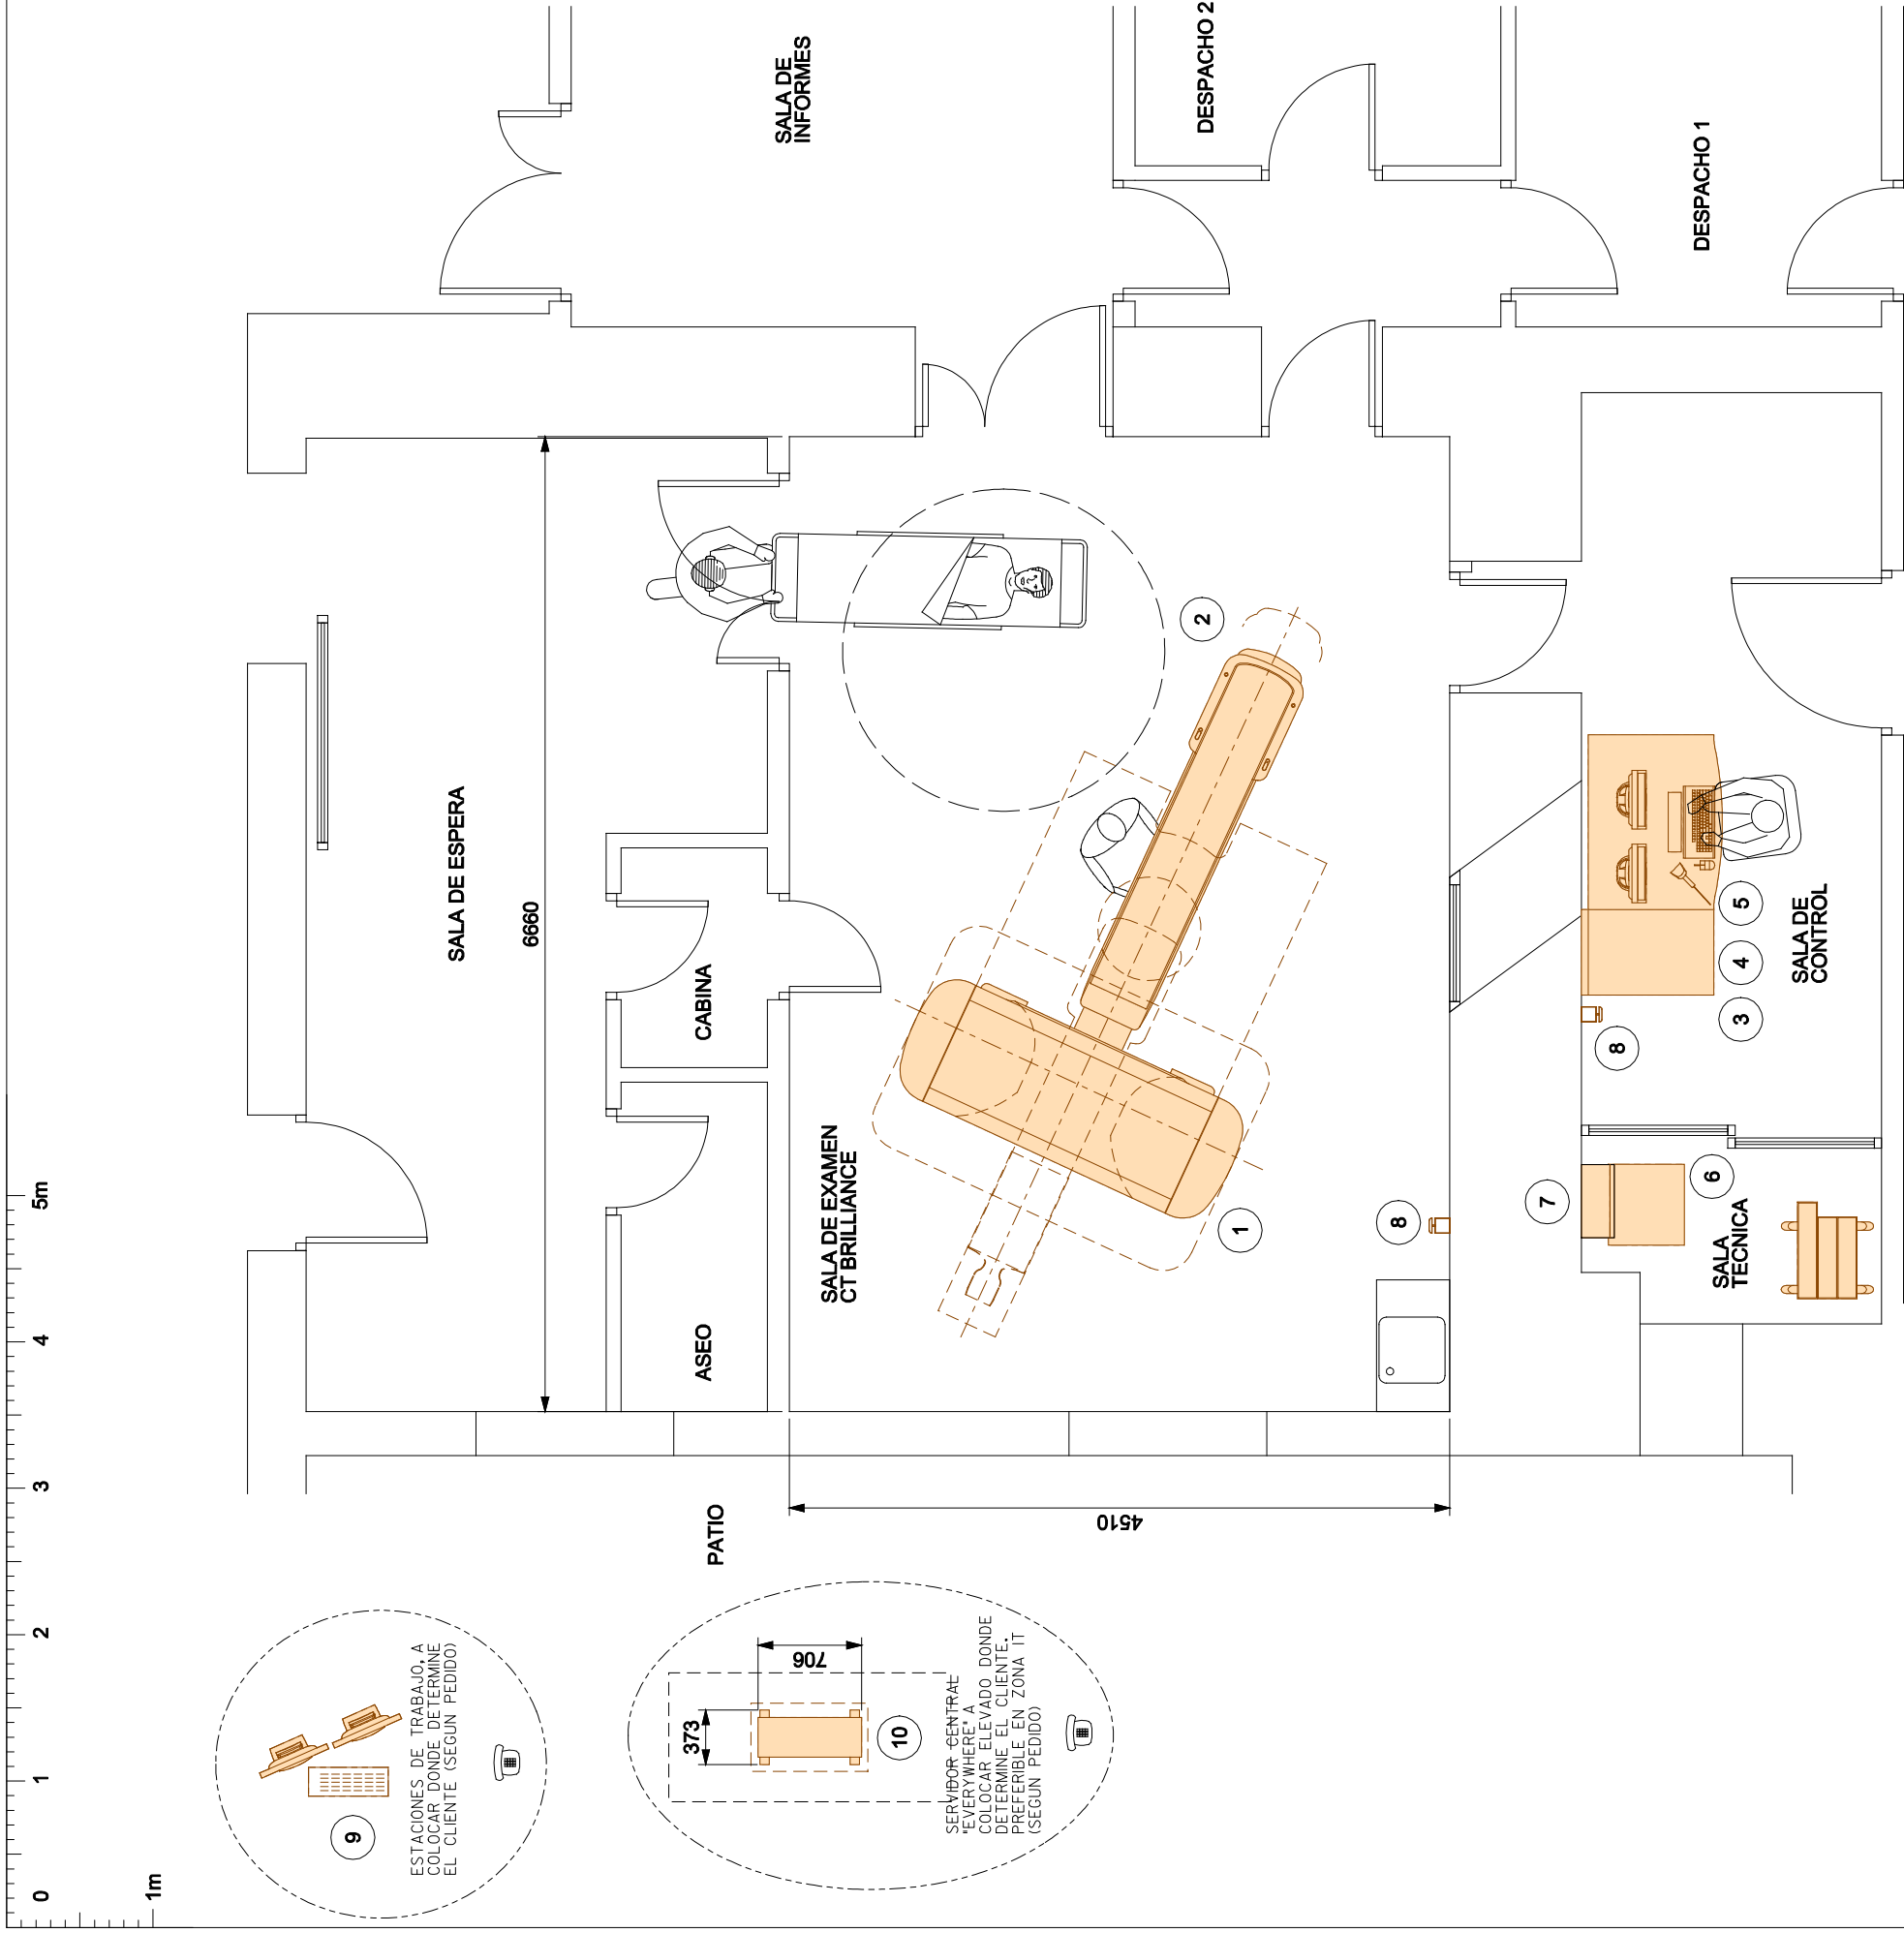 0
1
2
3
4
5m
1m
9
ESTACIONES DE TRABAJO, A
COLOCAR DONDE DETERMINE
EL CLIENTE (SEGUN PEDIDO)
373
706
10
SERVIDOR CENTRAL
"EVERYWHERE" A
COLOCAR ELEVADO DONDE
DETERMINE EL CLIENTE.
PREFERIBLE EN ZONA IT
(SEGUN PEDIDO)
PATIO
4510
SALA DE ESPERA
6660
ASEO
CABINA
SALA DE EXAMEN
CT BRILLIANCE
1
2
8
SALA DE
INFORMES
DESPACHO 2
DESPACHO 1
7
6
SALA
TECNICA
8
3
4
5
SALA DE
CONTROL